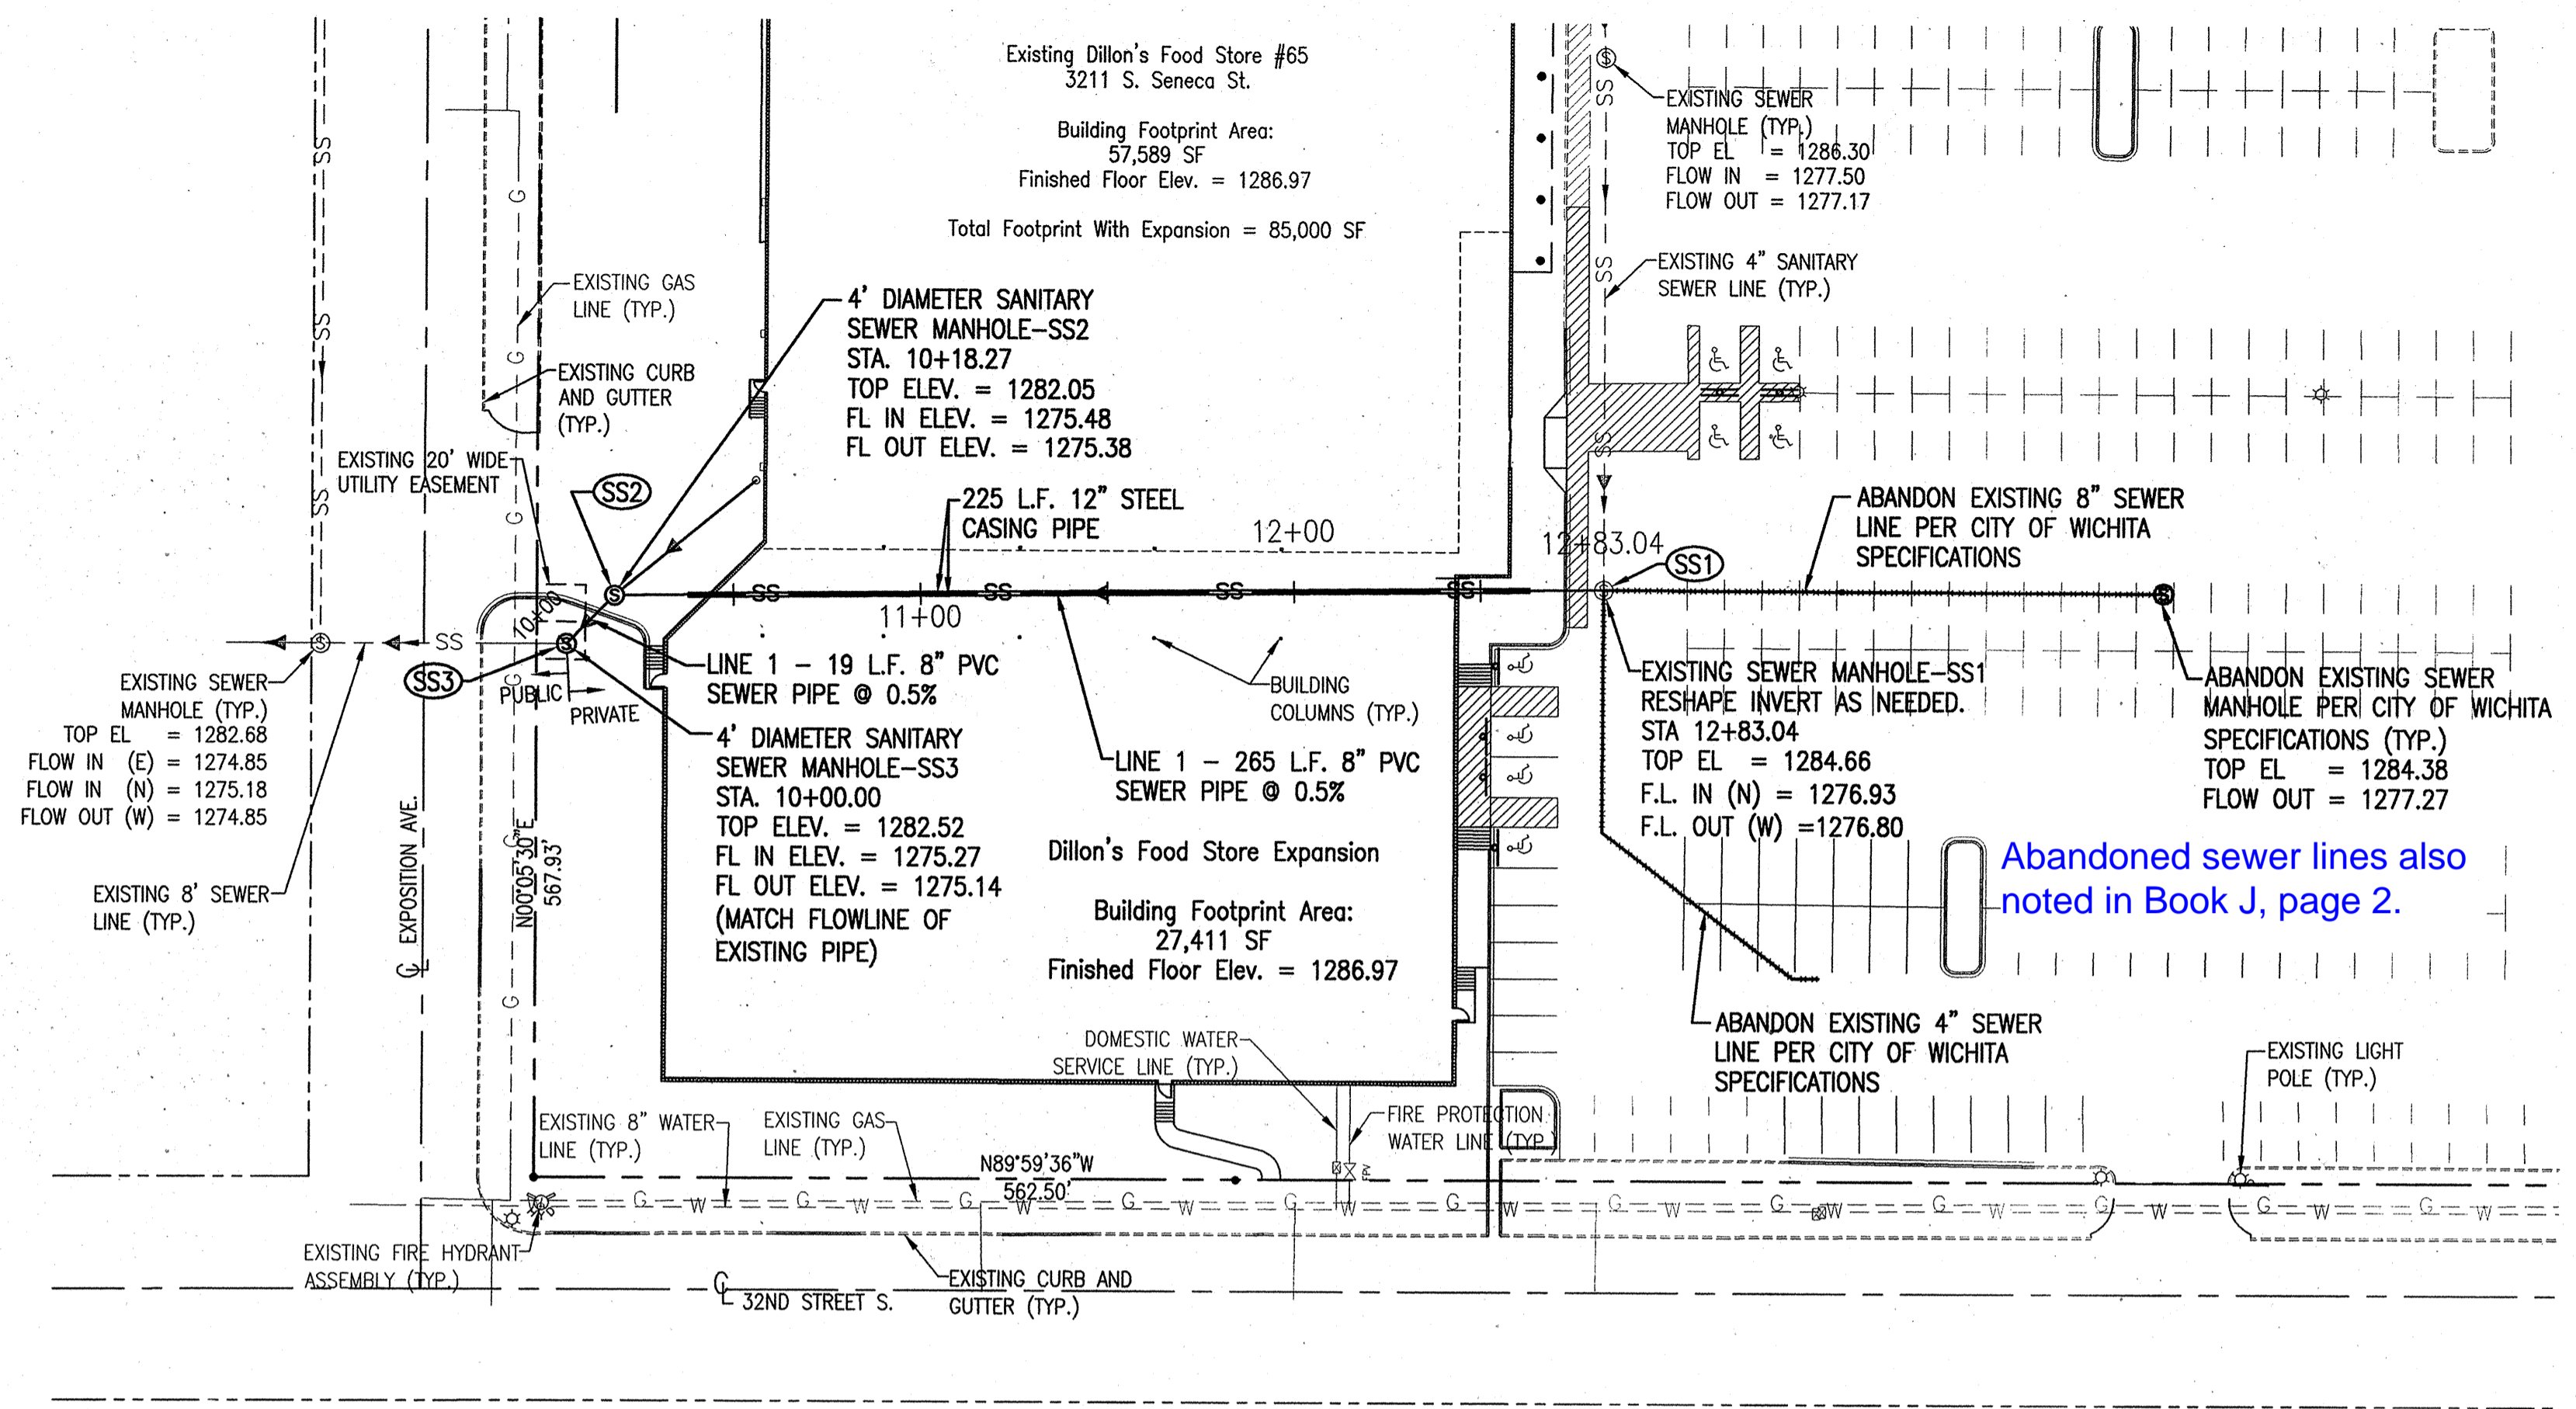 Existing Dillon's Food Store #65
3211 S. Seneca St.
Building Footprint Area:
57,589 SF
Finished Floor Elev. = 1286.97
Total Footprint With Expansion = 85,000 SF
EXISTING SEWER
MANHOLE (TYP.)
TOP EL = 1286.30
FLOW IN = 1277.50
FLOW OUT = 1277.17
EXISTING 4" SANITARY
SEWER LINE (TYP.)
EXISTING GAS
LINE (TYP.)
EXISTING CURB
AND GUTTER
(TYP.)
4' DIAMETER SANITARY
SEWER MANHOLE-SS2
STA. 10+18.27
TOP ELEV. = 1282.05
FL IN ELEV. = 1275.48
FL OUT ELEV. = 1275.38
EXISTING 20' WIDE
UTILITY EASEMENT
SS2
225 L.F. 12" STEEL
CASING PIPE
12+00
12+83.04
SS1
ABANDON EXISTING 8" SEWER
LINE PER CITY OF WICHITA
SPECIFICATIONS
10+00
11+00
SS
SS
SS
SS
SS
SS
SS
SS
SS
SS
SS
G
G
G
G
G
S
S
S
S
SS3
PUBLIC
PRIVATE
LINE 1 - 19 L.F. 8" PVC
SEWER PIPE @ 0.5%
EXISTING SEWER
MANHOLE (TYP.)
TOP EL = 1282.68
FLOW IN (E) = 1274.85
FLOW IN (N) = 1275.18
FLOW OUT (W) = 1274.85
EXISTING 8' SEWER
LINE (TYP.)
℄ EXPOSITION AVE.
N00°05'30"E
567.93'
4' DIAMETER SANITARY
SEWER MANHOLE-SS3
STA. 10+00.00
TOP ELEV. = 1282.52
FL IN ELEV. = 1275.27
FL OUT ELEV. = 1275.14
(MATCH FLOWLINE OF
EXISTING PIPE)
BUILDING
COLUMNS (TYP.)
LINE 1 - 265 L.F. 8" PVC
SEWER PIPE @ 0.5%
Dillon's Food Store Expansion
Building Footprint Area:
27,411 SF
Finished Floor Elev. = 1286.97
EXISTING SEWER MANHOLE-SS1
RESHAPE INVERT AS NEEDED.
STA 12+83.04
TOP EL = 1284.66
F.L. IN (N) = 1276.93
F.L. OUT (W) =1276.80
ABANDON EXISTING SEWER
MANHOLE PER CITY OF WICHITA
SPECIFICATIONS (TYP.)
TOP EL = 1284.38
FLOW OUT = 1277.27
Abandoned sewer lines also
noted in Book J, page 2.
ABANDON EXISTING 4" SEWER
LINE PER CITY OF WICHITA
SPECIFICATIONS
EXISTING LIGHT
POLE (TYP.)
DOMESTIC WATER
SERVICE LINE (TYP.)
FIRE PROTECTION
WATER LINE (TYP.)
FPV
EXISTING 8" WATER
LINE (TYP.)
EXISTING GAS
LINE (TYP.)
N89°59'36"W
562.50'
G W G W G W G W G W G W G W G W G W G W G W G W
EXISTING FIRE HYDRANT
ASSEMBLY (TYP.)
℄ 32ND STREET S.
EXISTING CURB AND
GUTTER (TYP.)